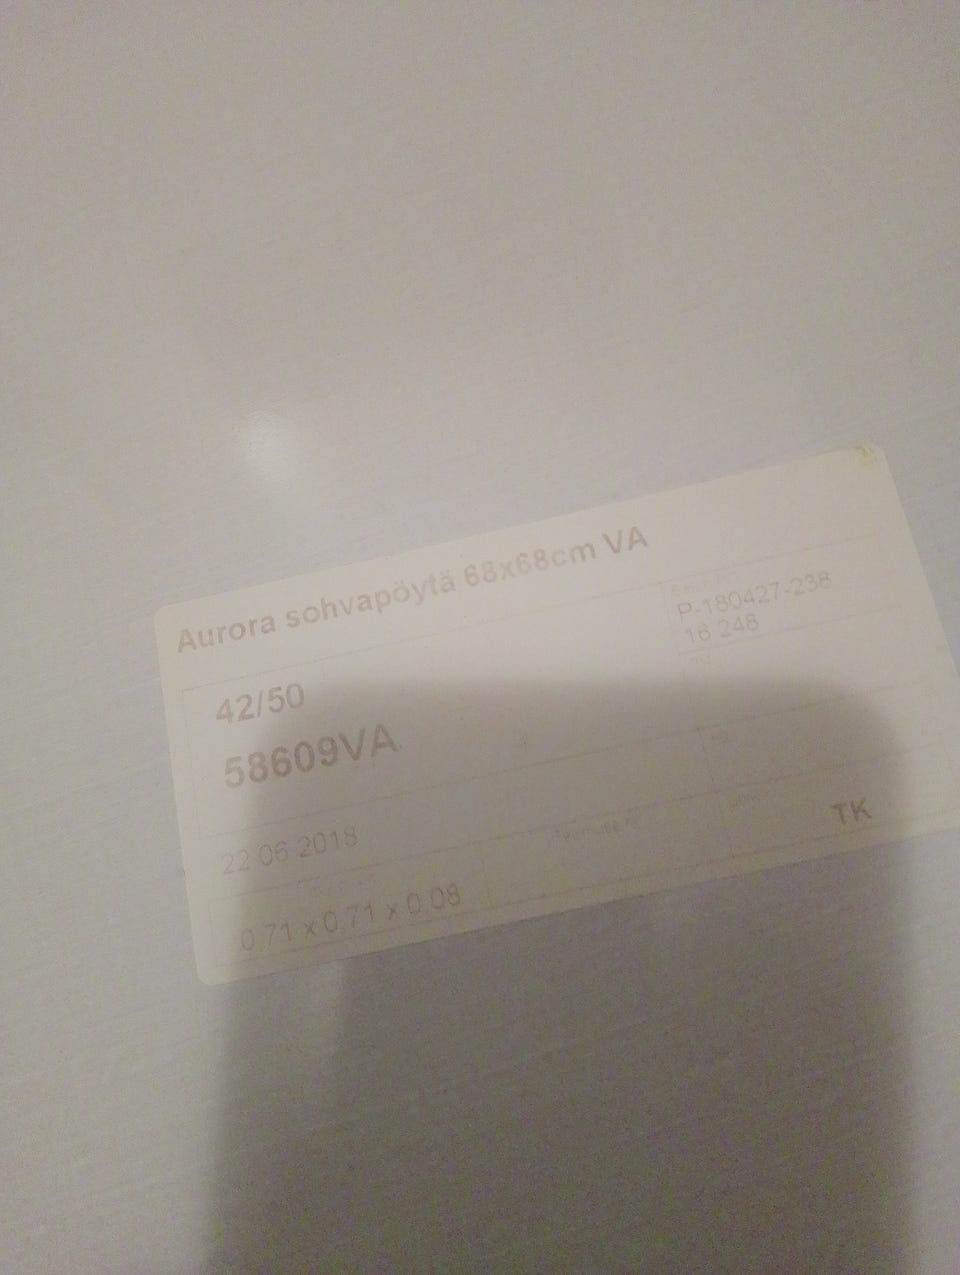 Aurora sohvapöytä 68x68cm VA
P-180427-238
16 248
42/50
58609VA
22 06 2018
TK
0,71 x 0,71 x 0,08